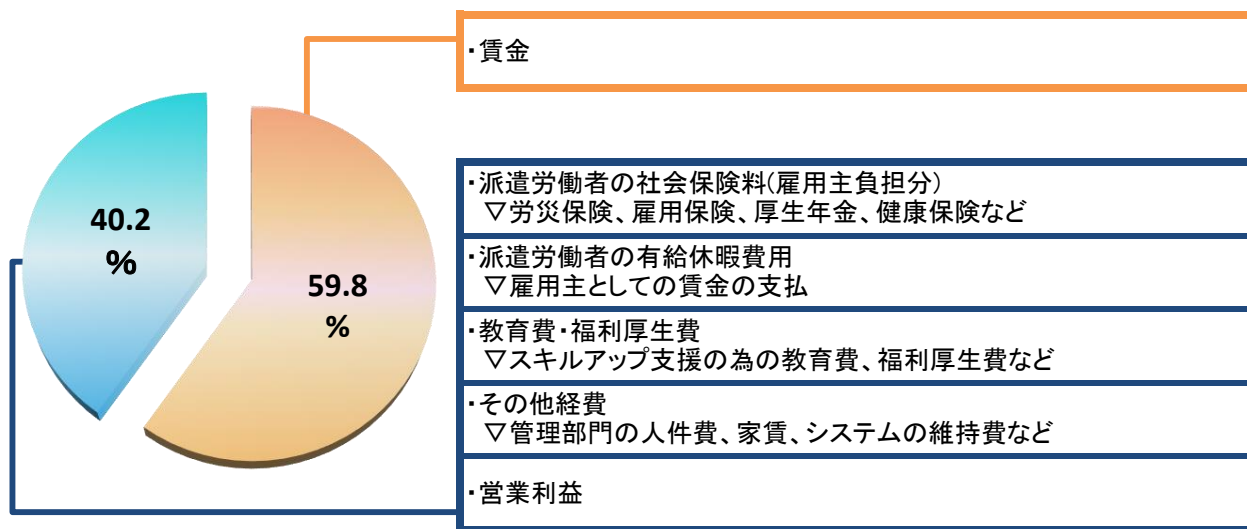 ・賃金
・派遣労働者の社会保険料(雇用主負担分)
▽労災保険、雇用保険、厚生年金、健康保険など
・派遣労働者の有給休暇費用
▽雇用主としての賃金の支払
・教育費・福利厚生費
▽スキルアップ支援の為の教育費、福利厚生費など
・その他経費
▽管理部門の人件費、家賃、システムの維持費など
・営業利益
40.2
%
59.8
%